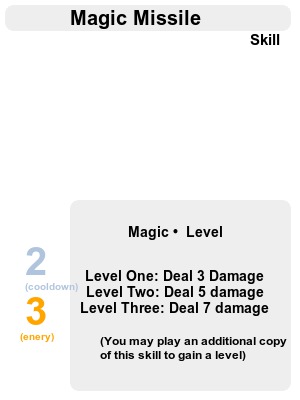 Magic Missile
Skill
Magic • Level
2
(cooldown)
3
(enery)
Level One: Deal 3 Damage
Level Two: Deal 5 damage
Level Three: Deal 7 damage
(You may play an additional copy
of this skill to gain a level)